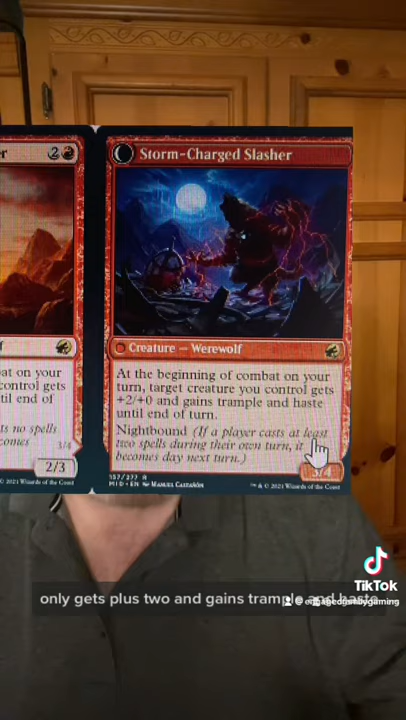 er
2
Storm-Charged Slasher
f
Creature — Werewolf
at on your
control gets
til end of
ts no spells
comes
3/4
2/3
© 2021 Wizards of the Coast
At the beginning of combat on your
turn, target creature you control gets
+2/+0 and gains trample and haste
until end of turn.
Nightbound (If a player casts at least
two spells during their own turn, it
becomes day next turn.)
137/277 R
MID • EN MANUEL CASTAÑÓN
™ & © 2021 Wizards of the Coast
only gets plus two and gains trample and haste
TikTok